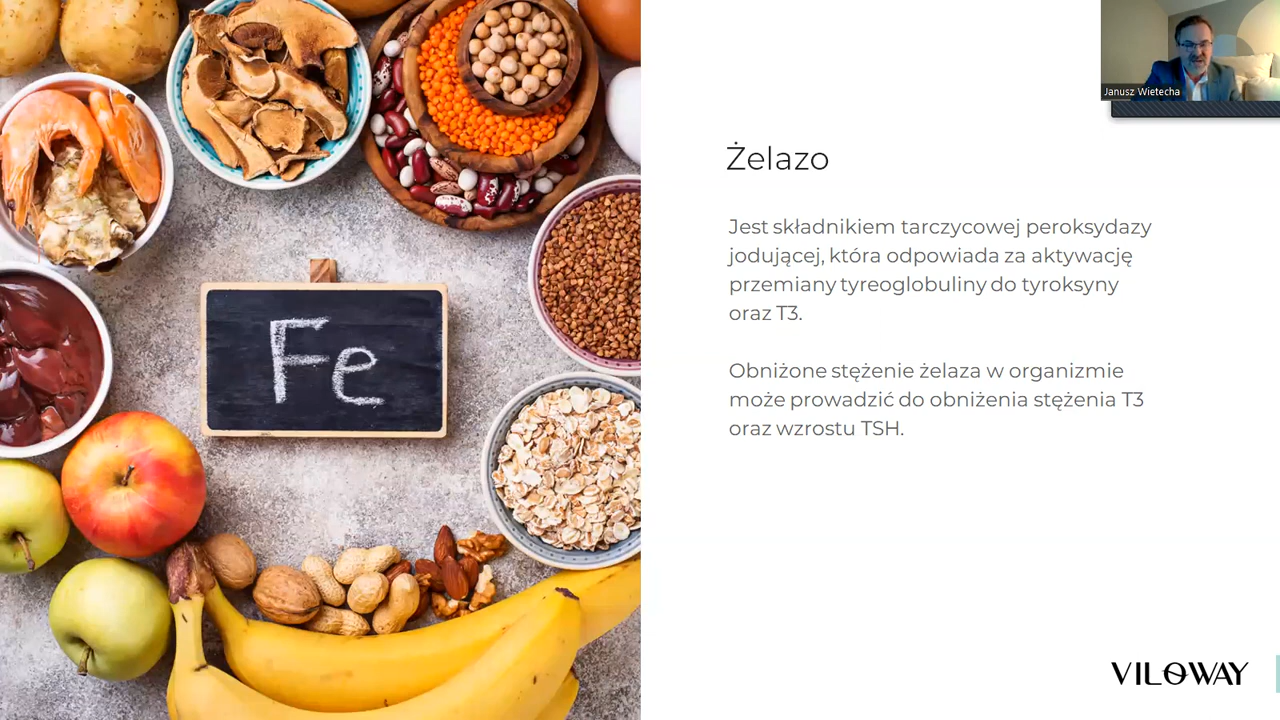 Janusz Wietecha
Żelazo
Jest składnikiem tarczycowej peroksydazy
jodującej, która odpowiada za aktywację
przemiany tyreoglobuliny do tyroksyny
oraz T3.
Obniżone stężenie żelaza w organizmie
może prowadzić do obniżenia stężenia T3
oraz wzrostu TSH.
Fe
VILOWAY